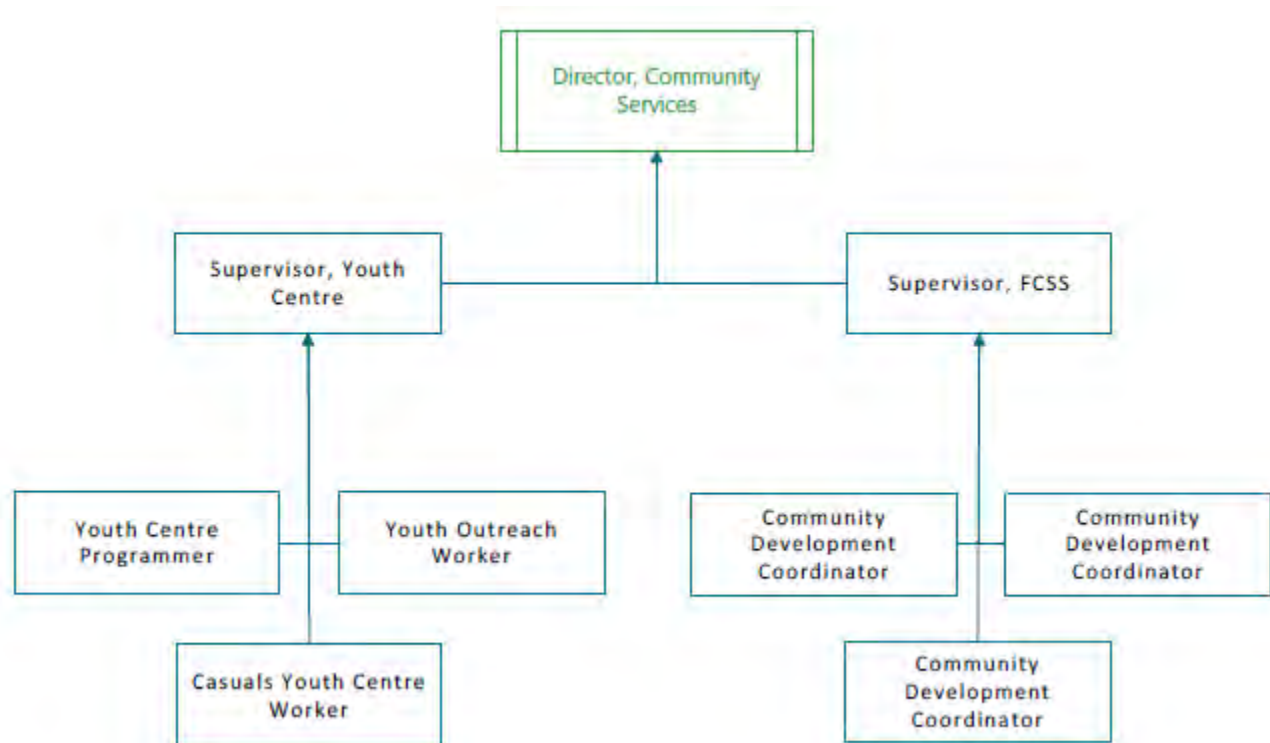 Director, Community
Services
Supervisor, Youth
Centre
Supervisor, FCSS
Youth Centre
Programmer
Youth Outreach
Worker
Community
Development
Coordinator
Community
Development
Coordinator
Casuals Youth Centre
Worker
Community
Development
Coordinator